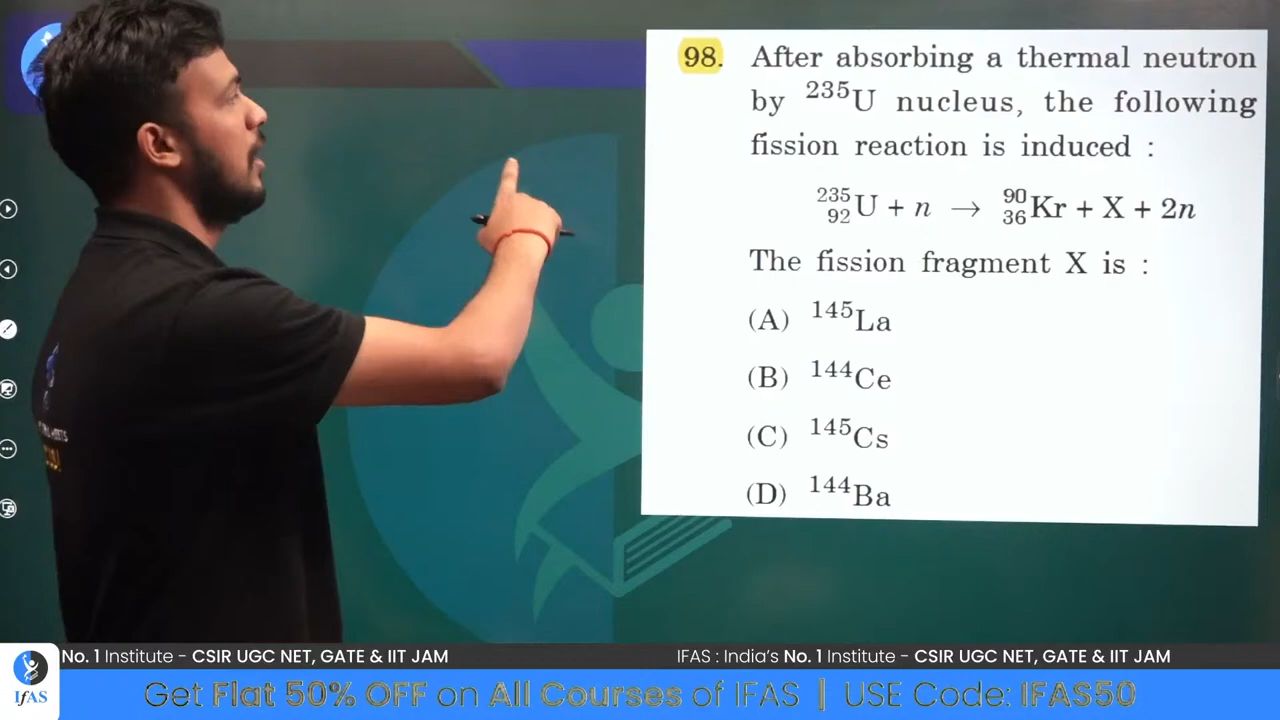 98. After absorbing a thermal neutron
by ²³⁵U nucleus, the following
fission reaction is induced :
²³⁵₉₂U + n → ⁹⁰₃₆Kr + X + 2n
The fission fragment X is :
(A) ¹⁴⁵La
(B) ¹⁴⁴Ce
(C) ¹⁴⁵Cs
(D) ¹⁴⁴Ba
No. 1 Institute - CSIR UGC NET, GATE & IIT JAM
IFAS : India's No. 1 Institute - CSIR UGC NET, GATE & IIT JAM
IfAS
Get Flat 50% OFF on All Courses of IFAS | USE Code: IFAS50